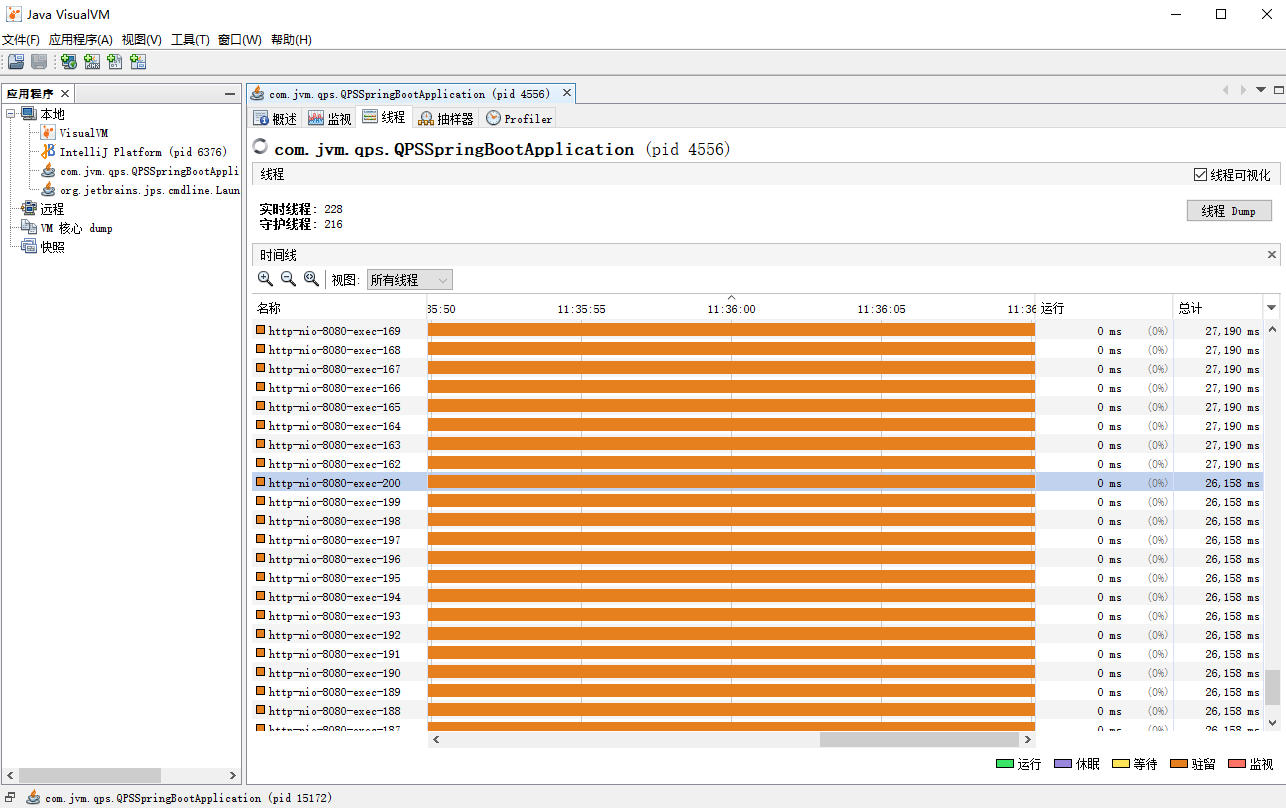 Java VisualVM
文件(F) 应用程序(A) 视图(V) 工具(T) 窗口(W) 帮助(H)
应用程序
本地
VisualVM
IntelliJ Platform (pid 6376)
com.jvm.qps.QPSSpringBootAppli
org.jetbrains.jps.cmdline.Laun
远程
VM 核心 dump
快照
com.jvm.qps.QPSSpringBootApplication (pid 4556)
概述 监视 线程 抽样器 Profiler
com.jvm.qps.QPSSpringBootApplication (pid 4556)
线程 线程可视化
实时线程: 228
守护线程: 216
线程 Dump
时间线
视图: 所有线程
名称 35:50 11:35:55 11:36:00 11:36:05 11:36 运行 总计
http-nio-8080-exec-169 0 ms (0%) 27,190 ms
http-nio-8080-exec-168 0 ms (0%) 27,190 ms
http-nio-8080-exec-167 0 ms (0%) 27,190 ms
http-nio-8080-exec-166 0 ms (0%) 27,190 ms
http-nio-8080-exec-165 0 ms (0%) 27,190 ms
http-nio-8080-exec-164 0 ms (0%) 27,190 ms
http-nio-8080-exec-163 0 ms (0%) 27,190 ms
http-nio-8080-exec-162 0 ms (0%) 27,190 ms
http-nio-8080-exec-200 0 ms (0%) 26,158 ms
http-nio-8080-exec-199 0 ms (0%) 26,158 ms
http-nio-8080-exec-198 0 ms (0%) 26,158 ms
http-nio-8080-exec-197 0 ms (0%) 26,158 ms
http-nio-8080-exec-196 0 ms (0%) 26,158 ms
http-nio-8080-exec-195 0 ms (0%) 26,158 ms
http-nio-8080-exec-194 0 ms (0%) 26,158 ms
http-nio-8080-exec-193 0 ms (0%) 26,158 ms
http-nio-8080-exec-192 0 ms (0%) 26,158 ms
http-nio-8080-exec-191 0 ms (0%) 26,158 ms
http-nio-8080-exec-190 0 ms (0%) 26,158 ms
http-nio-8080-exec-189 0 ms (0%) 26,158 ms
http-nio-8080-exec-188 0 ms (0%) 26,158 ms
http-nio-8080-exec-187 0 ms (0%) 26,158 ms
运行 休眠 等待 驻留 监视
com.jvm.qps.QPSSpringBootApplication (pid 15172)